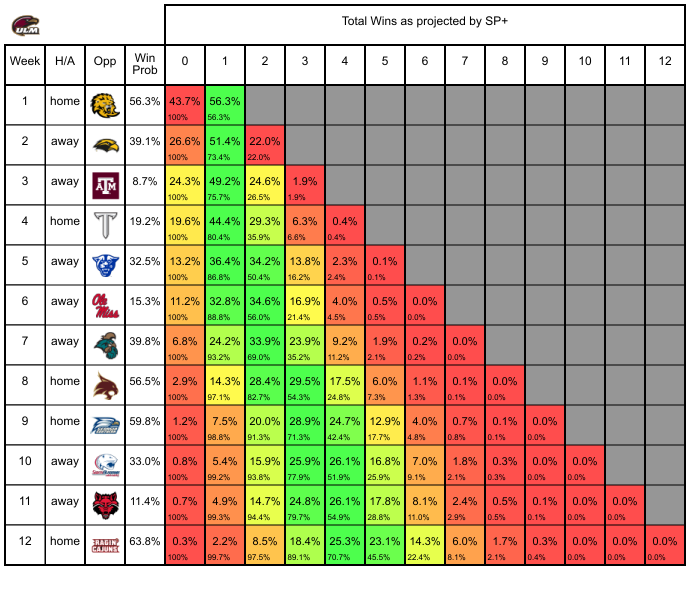 ULM
Total Wins as projected by SP+
Week H/A Opp Win Prob 0 1 2 3 4 5 6 7 8 9 10 11 12
1 home 56.3% 43.7% 56.3%
100% 56.3%
2 away 39.1% 26.6% 51.4% 22.0%
100% 73.4% 22.0%
3 away ATM 8.7% 24.3% 49.2% 24.6% 1.9%
100% 75.7% 26.5% 1.9%
4 home T 19.2% 19.6% 44.4% 29.3% 6.3% 0.4%
100% 80.4% 35.9% 6.6% 0.4%
5 away 32.5% 13.2% 36.4% 34.2% 13.8% 2.3% 0.1%
100% 86.8% 50.4% 16.2% 2.4% 0.1%
6 away Ole Miss 15.3% 11.2% 32.8% 34.6% 16.9% 4.0% 0.5% 0.0%
100% 88.8% 56.0% 21.4% 4.5% 0.5% 0.0%
7 away 39.8% 6.8% 24.2% 33.9% 23.9% 9.2% 1.9% 0.2% 0.0%
100% 93.2% 69.0% 35.2% 11.2% 2.1% 0.2% 0.0%
8 home 56.5% 2.9% 14.3% 28.4% 29.5% 17.5% 6.0% 1.1% 0.1% 0.0%
100% 97.1% 82.7% 54.3% 24.8% 7.3% 1.3% 0.1% 0.0%
9 home 59.8% 1.2% 7.5% 20.0% 28.9% 24.7% 12.9% 4.0% 0.8% 0.1% 0.0%
100% 98.8% 91.3% 71.3% 42.4% 17.7% 4.8% 0.8% 0.1% 0.0%
10 away 33.0% 0.8% 5.4% 15.9% 25.9% 26.1% 16.8% 7.0% 1.8% 0.3% 0.0% 0.0%
100% 99.2% 93.8% 77.9% 51.9% 25.9% 9.1% 2.1% 0.3% 0.0% 0.0%
11 away 11.4% 0.7% 4.9% 14.7% 24.8% 26.1% 17.8% 8.1% 2.4% 0.5% 0.1% 0.0% 0.0%
100% 99.3% 94.4% 79.7% 54.9% 28.8% 11.0% 2.9% 0.5% 0.1% 0.0% 0.0%
12 home RAGIN' CAJUNS 63.8% 0.3% 2.2% 8.5% 18.4% 25.3% 23.1% 14.3% 6.0% 1.7% 0.3% 0.0% 0.0% 0.0%
100% 99.7% 97.5% 89.1% 70.7% 45.5% 22.4% 8.1% 2.1% 0.4% 0.0% 0.0% 0.0%